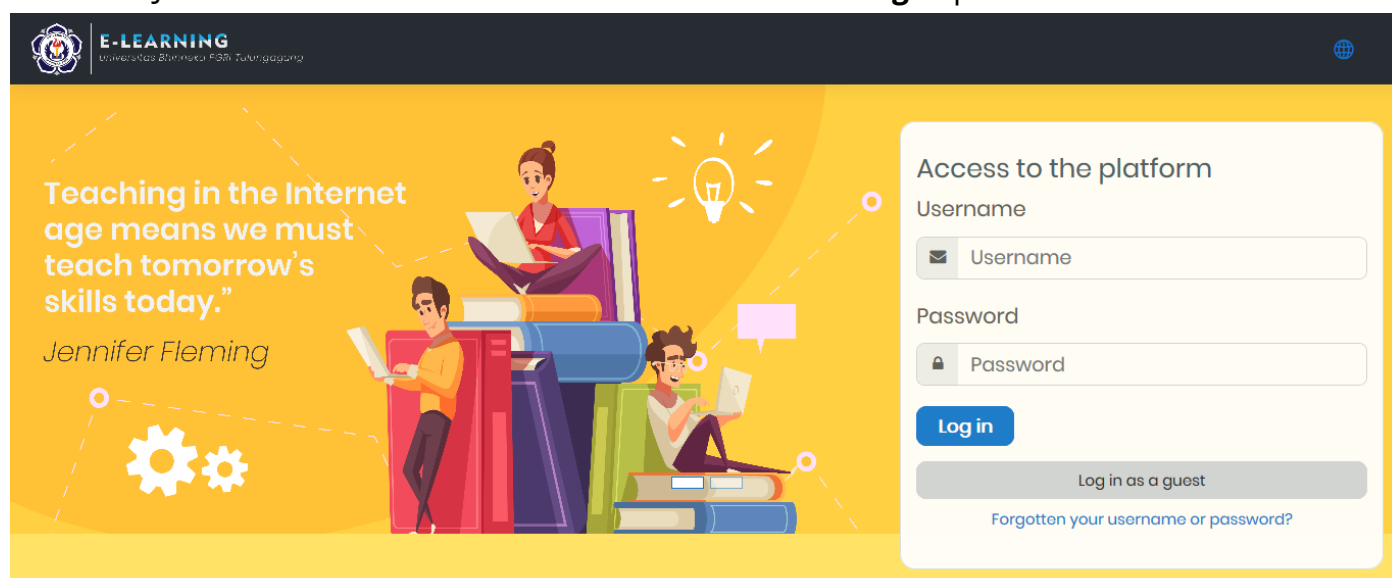 E-LEARNING
Universitas Bhinneka PGRI Tulungagung
Teaching in the Internet
age means we must
teach tomorrow's
skills today.”
Jennifer Fleming
Access to the platform
Username
Username
Password
Password
Log in
Log in as a guest
Forgotten your username or password?